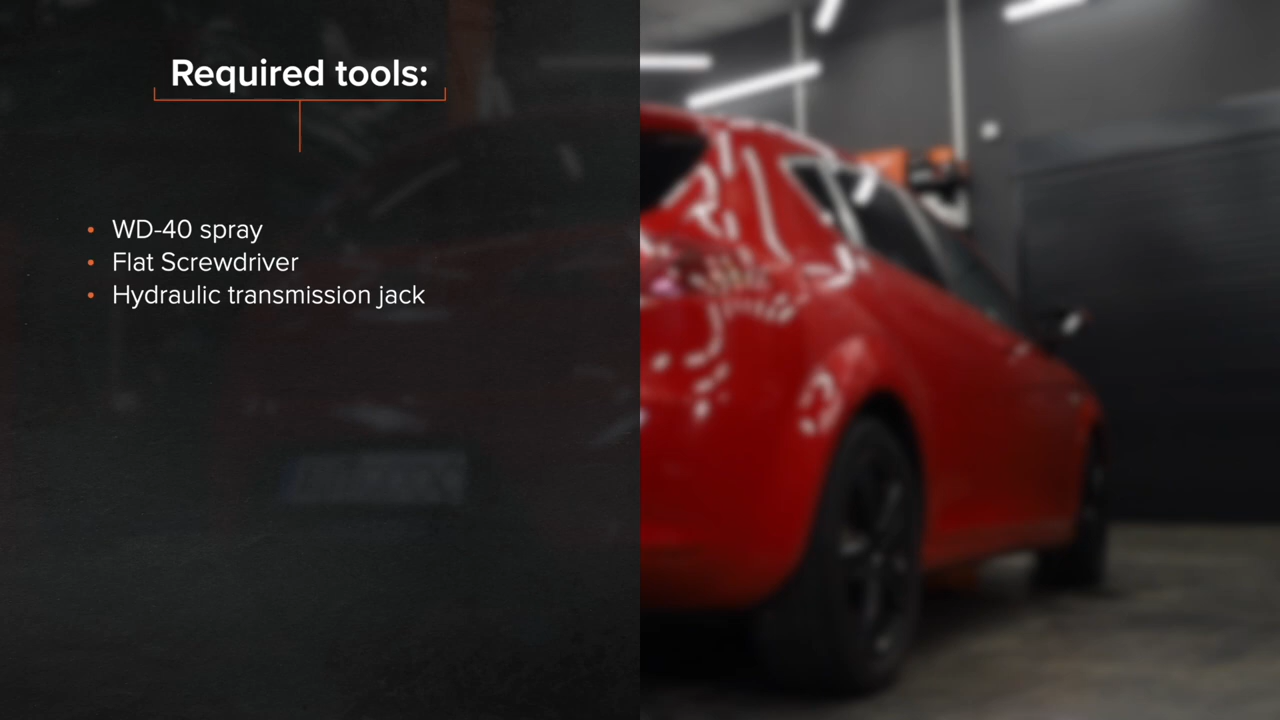 Required tools:
• WD-40 spray
• Flat Screwdriver
• Hydraulic transmission jack